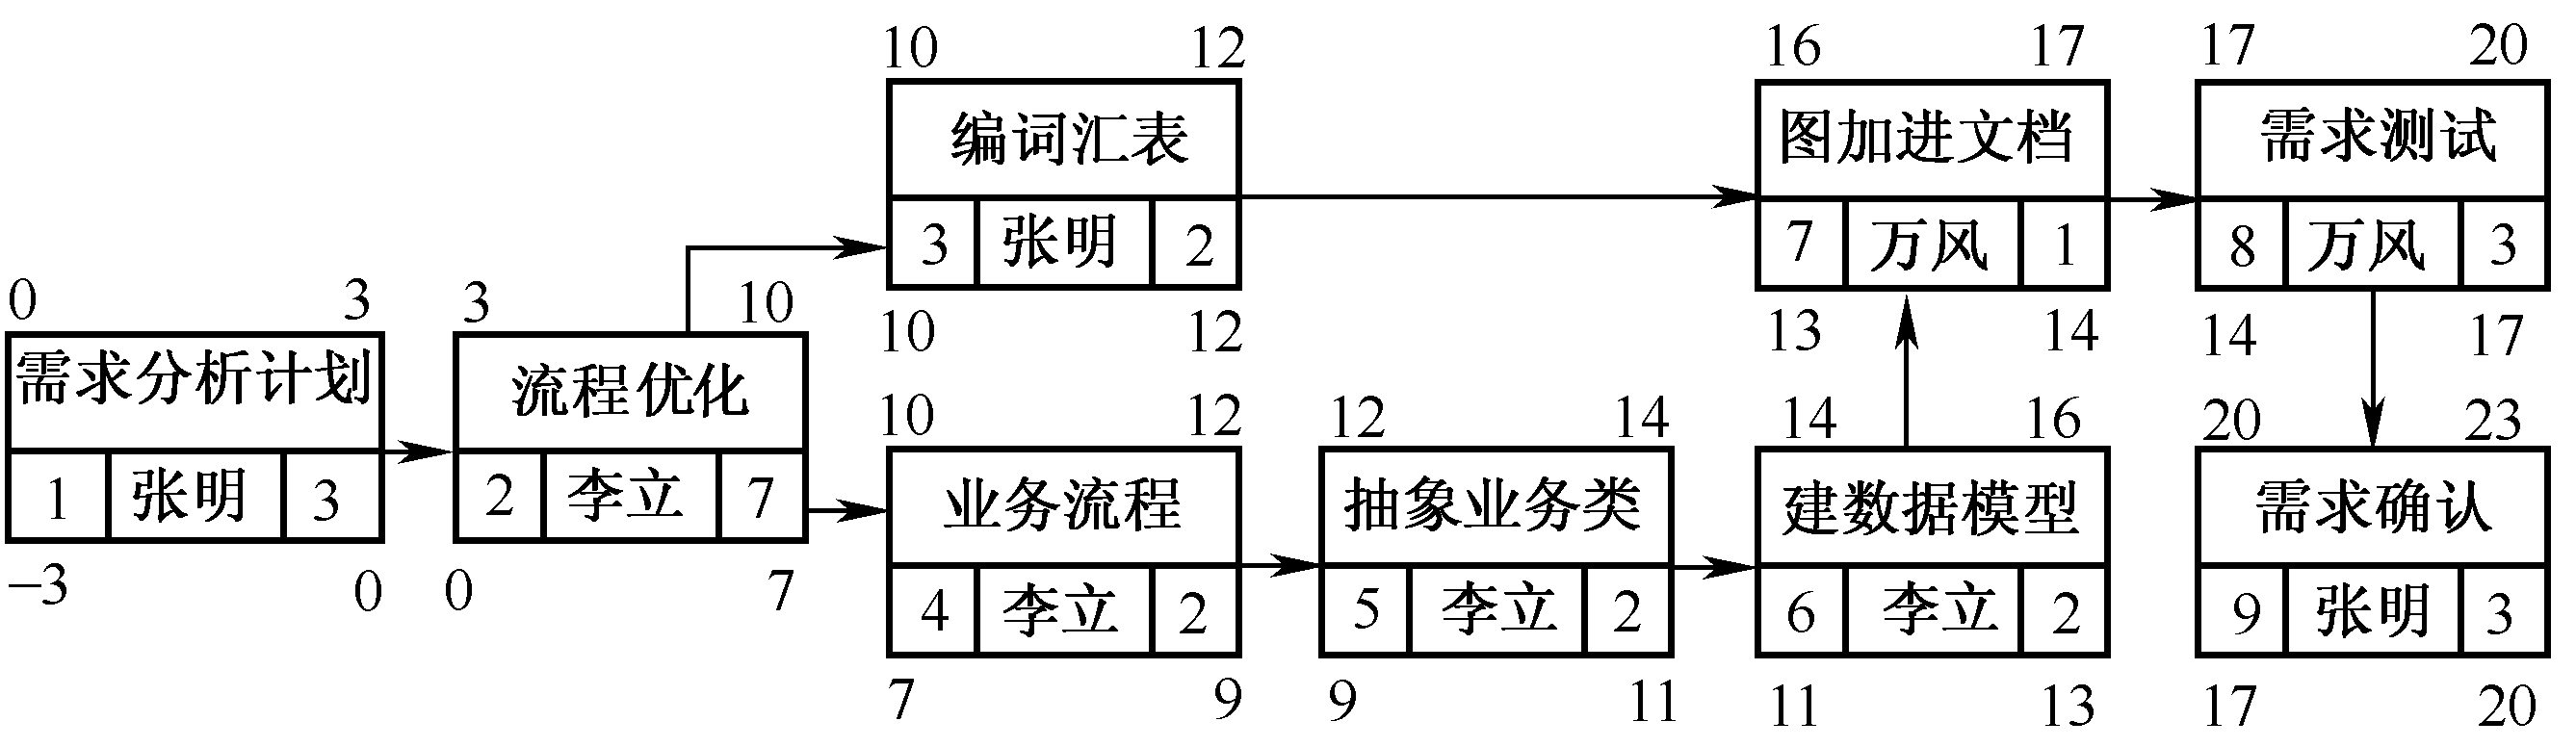 0 3
需求分析计划
1 张明 3
−3 0
3 10
流程优化
2 李立 7
0 7
10 12
编词汇表
3 张明 2
10 12
10 12
业务流程
4 李立 2
7 9
12 14
抽象业务类
5 李立 2
9 11
16 17
图加进文档
7 万风 1
13 14
14 16
建数据模型
6 李立 2
11 13
17 20
需求测试
8 万风 3
14 17
20 23
需求确认
9 张明 3
17 20